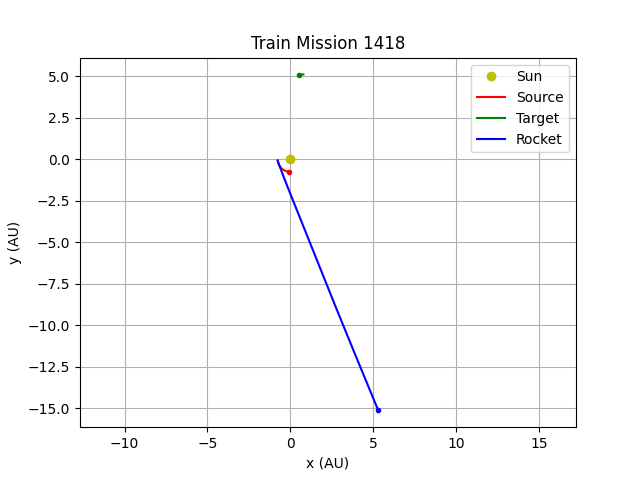 Train Mission 1418
Sun
Source
Target
Rocket
5.0
2.5
0.0
−2.5
−5.0
−7.5
−10.0
−12.5
−15.0
y (AU)
−10
−5
0
5
10
15
x (AU)